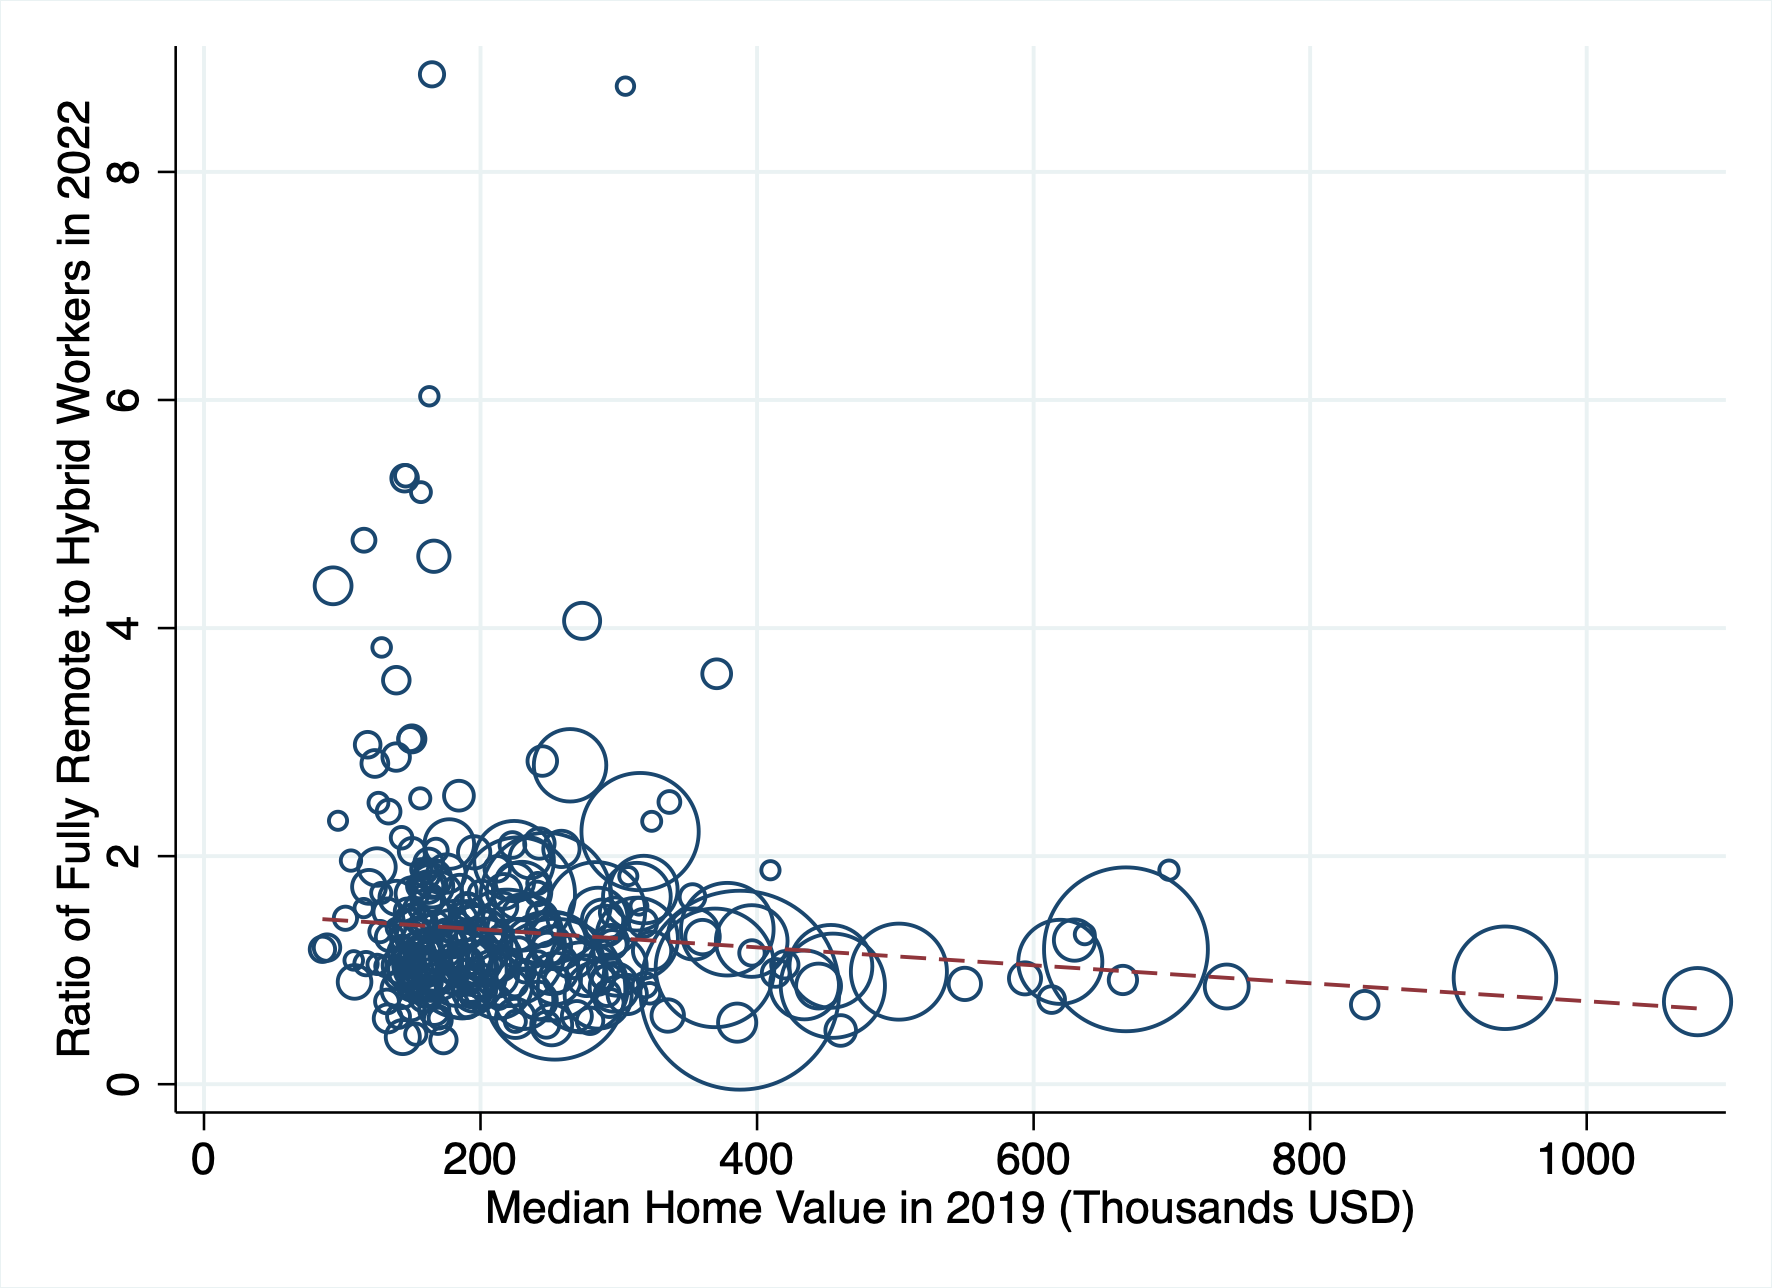 Ratio of Fully Remote to Hybrid Workers in 2022
8
6
4
2
0
0 200 400 600 800 1000
Median Home Value in 2019 (Thousands USD)